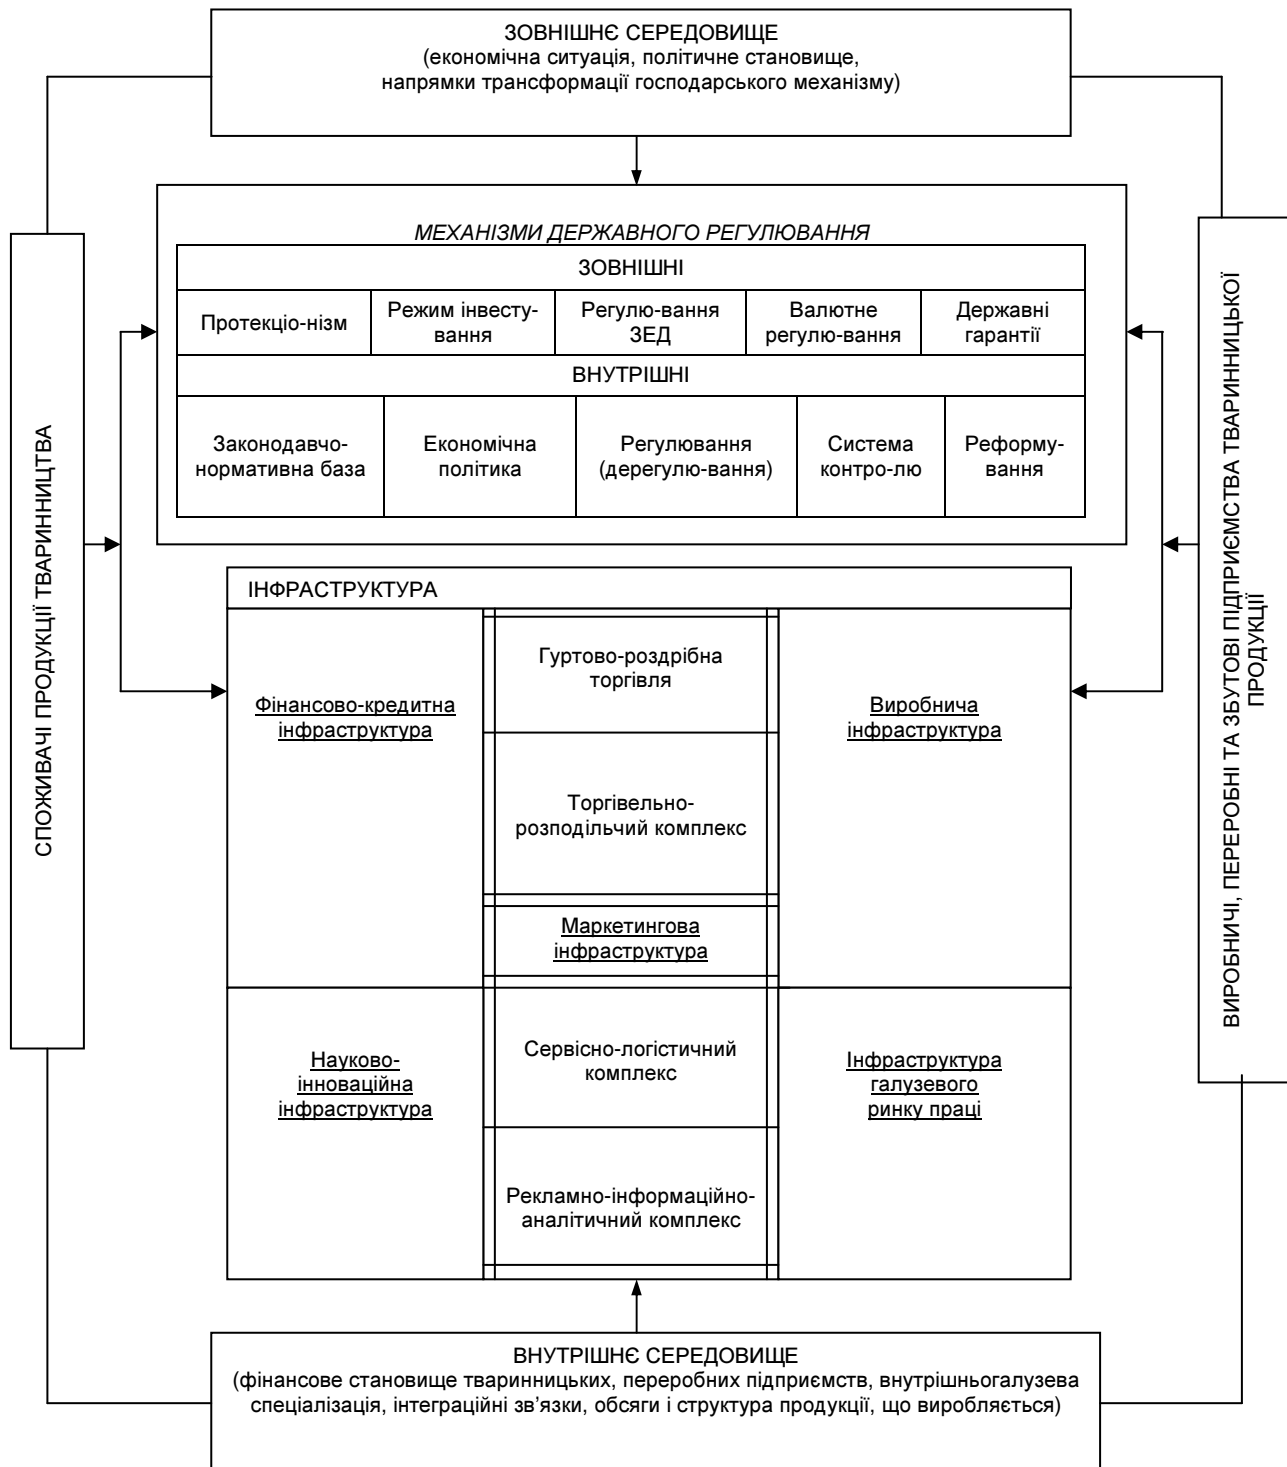 ЗОВНІШНЄ СЕРЕДОВИЩЕ
(економічна ситуація, політичне становище,
напрямки трансформації господарського механізму)
МЕХАНІЗМИ ДЕРЖАВНОГО РЕГУЛЮВАННЯ
ЗОВНІШНІ
Протекціо-нізм
Режим інвесту-
вання
Регулю-вання
ЗЕД
Валютне
регулю-вання
Державні
гарантії
ВНУТРІШНІ
Законодавчо-
нормативна база
Економічна
політика
Регулювання
(дерегулю-вання)
Система
контро-лю
Реформу-
вання
СПОЖИВАЧІ ПРОДУКЦІЇ ТВАРИННИЦТВА
ВИРОБНИЧІ, ПЕРЕРОБНІ ТА ЗБУТОВІ ПІДПРИЄМСТВА ТВАРИННИЦЬКОЇ
ПРОДУКЦІЇ
ІНФРАСТРУКТУРА
Фінансово-кредитна
інфраструктура
Гуртово-роздрібна
торгівля
Торгівельно-
розподільчий комплекс
Виробнича
інфраструктура
Маркетингова
інфраструктура
Науково-
інноваційна
інфраструктура
Сервісно-логістичний
комплекс
Рекламно-інформаційно-
аналітичний комплекс
Інфраструктура
галузевого
ринку праці
ВНУТРІШНЄ СЕРЕДОВИЩЕ
(фінансове становище тваринницьких, переробних підприємств, внутрішньогалузева
спеціалізація, інтеграційні зв’язки, обсяги і структура продукції, що виробляється)